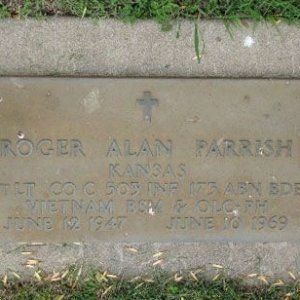 ROGER ALAN PARRISH
KANSAS
LT CO C 503 INF 173 ABN BDE
VIETNAM BSM & OLC-PH
JUNE 12 1947 JUNE 10 1969